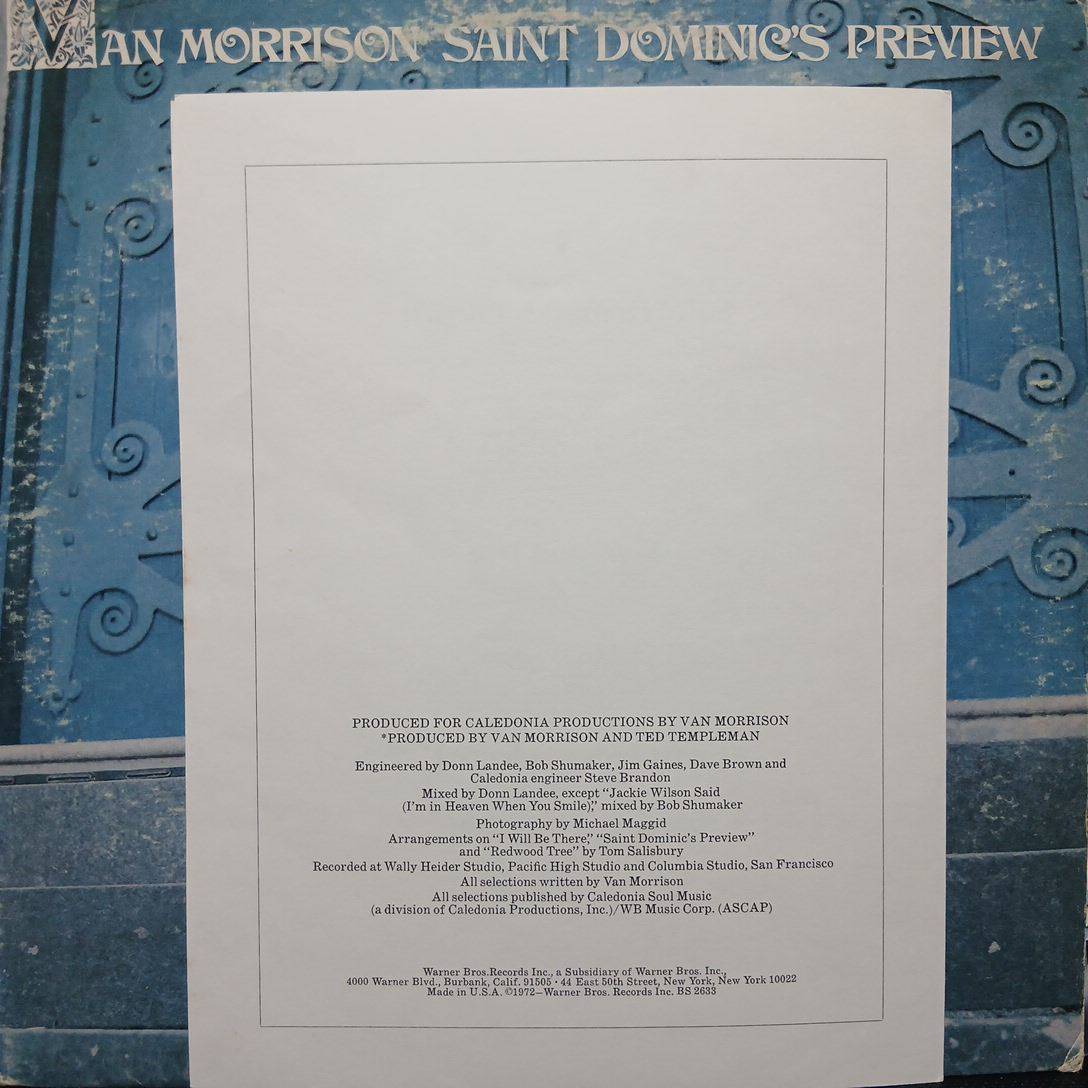 VAN MORRISON SAINT DOMINIC'S PREVIEW
PRODUCED FOR CALEDONIA PRODUCTIONS BY VAN MORRISON
*PRODUCED BY VAN MORRISON AND TED TEMPLEMAN
Engineered by Donn Landee, Bob Shumaker, Jim Gaines, Dave Brown and
Caledonia engineer Steve Brandon
Mixed by Donn Landee, except “Jackie Wilson Said
(I’m in Heaven When You Smile),” mixed by Bob Shumaker
Photography by Michael Maggid
Arrangements on “I Will Be There,” “Saint Dominic’s Preview”
and “Redwood Tree” by Tom Salisbury
Recorded at Wally Heider Studio, Pacific High Studio and Columbia Studio, San Francisco
All selections written by Van Morrison
All selections published by Caledonia Soul Music
(a division of Caledonia Productions, Inc.)/WB Music Corp. (ASCAP)
Warner Bros.Records Inc., a Subsidiary of Warner Bros. Inc.,
4000 Warner Blvd., Burbank, Calif. 91505 · 44 East 50th Street, New York, New York 10022
Made in U.S.A. ©1972—Warner Bros. Records Inc. BS 2633